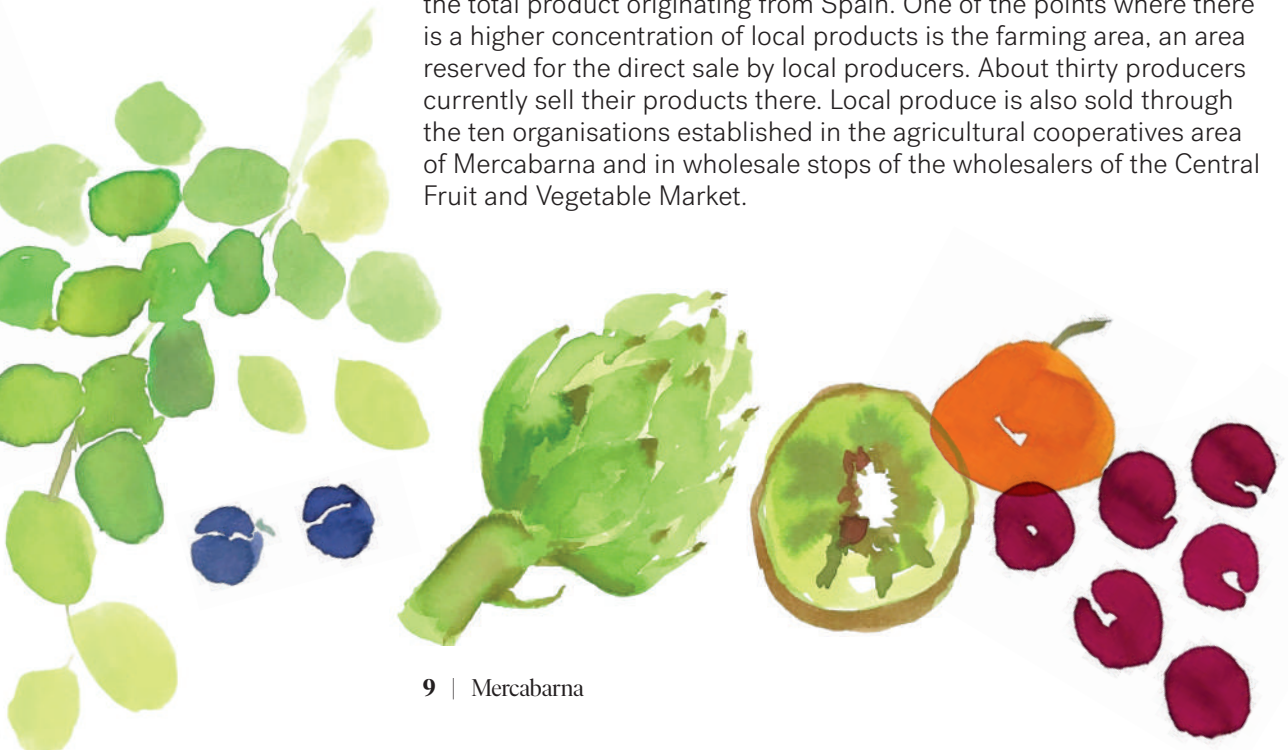 the total product originating from Spain. One of the points where there
is a higher concentration of local products is the farming area, an area
reserved for the direct sale by local producers. About thirty producers
currently sell their products there. Local produce is also sold through
the ten organisations established in the agricultural cooperatives area
of Mercabarna and in wholesale stops of the wholesalers of the Central
Fruit and Vegetable Market.
9 | Mercabarna